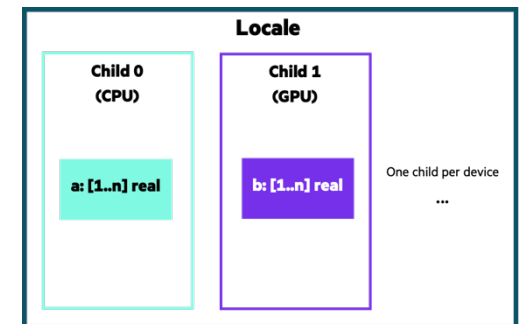 Locale
Child 0
(CPU)
Child 1
(GPU)
a: [1..n] real
b: [1..n] real
One child per device
...